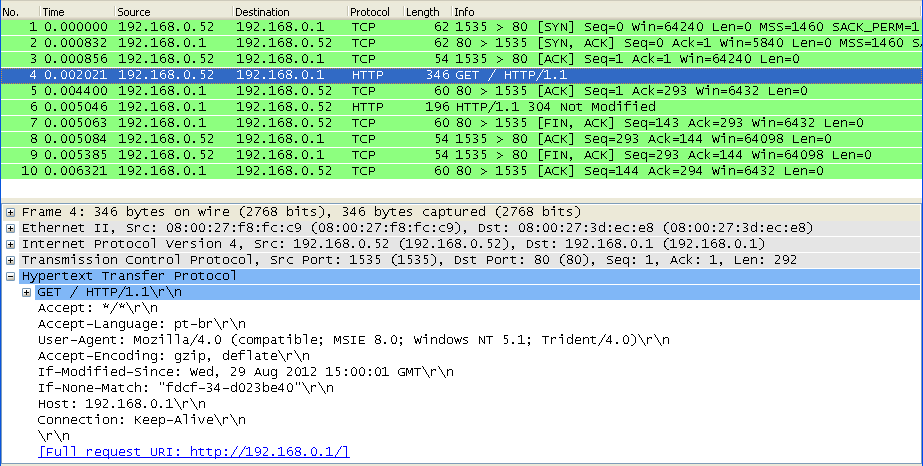 No. Time Source Destination Protocol Length Info
1 0.000000 192.168.0.52 192.168.0.1 TCP 62 1535 > 80 [SYN] Seq=0 Win=64240 Len=0 MSS=1460 SACK_PERM=1
2 0.000832 192.168.0.1 192.168.0.52 TCP 62 80 > 1535 [SYN, ACK] Seq=0 Ack=1 Win=5840 Len=0 MSS=1460 SA
3 0.000856 192.168.0.52 192.168.0.1 TCP 54 1535 > 80 [ACK] Seq=1 Ack=1 Win=64240 Len=0
4 0.002021 192.168.0.52 192.168.0.1 HTTP 346 GET / HTTP/1.1
5 0.004400 192.168.0.1 192.168.0.52 TCP 60 80 > 1535 [ACK] Seq=1 Ack=293 Win=6432 Len=0
6 0.005046 192.168.0.1 192.168.0.52 HTTP 196 HTTP/1.1 304 Not Modified
7 0.005063 192.168.0.1 192.168.0.52 TCP 60 80 > 1535 [FIN, ACK] Seq=143 Ack=293 Win=6432 Len=0
8 0.005084 192.168.0.52 192.168.0.1 TCP 54 1535 > 80 [ACK] Seq=293 Ack=144 Win=64098 Len=0
9 0.005385 192.168.0.52 192.168.0.1 TCP 54 1535 > 80 [FIN, ACK] Seq=293 Ack=144 Win=64098 Len=0
10 0.006321 192.168.0.1 192.168.0.52 TCP 60 80 > 1535 [ACK] Seq=144 Ack=294 Win=6432 Len=0
Frame 4: 346 bytes on wire (2768 bits), 346 bytes captured (2768 bits)
Ethernet II, Src: 08:00:27:f8:fc:c9 (08:00:27:f8:fc:c9), Dst: 08:00:27:3d:ec:e8 (08:00:27:3d:ec:e8)
Internet Protocol Version 4, Src: 192.168.0.52 (192.168.0.52), Dst: 192.168.0.1 (192.168.0.1)
Transmission Control Protocol, Src Port: 1535 (1535), Dst Port: 80 (80), Seq: 1, Ack: 1, Len: 292
Hypertext Transfer Protocol
GET / HTTP/1.1\r\n
Accept: */*\r\n
Accept-Language: pt-br\r\n
User-Agent: Mozilla/4.0 (compatible; MSIE 8.0; Windows NT 5.1; Trident/4.0)\r\n
Accept-Encoding: gzip, deflate\r\n
If-Modified-Since: Wed, 29 Aug 2012 15:00:01 GMT\r\n
If-None-Match: "fdcf-34-d023be40"\r\n
Host: 192.168.0.1\r\n
Connection: Keep-Alive\r\n
\r\n
[Full request URI: http://192.168.0.1/]